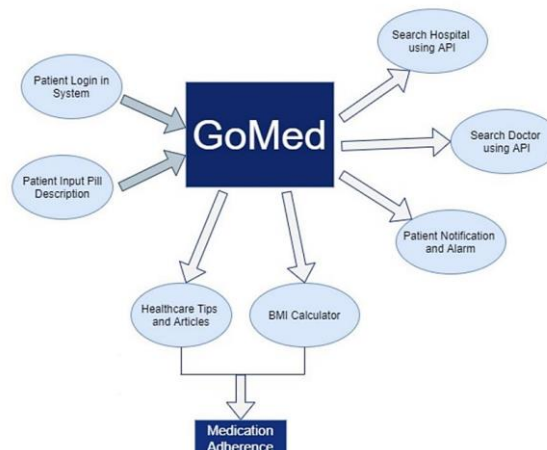 Search Hospital
using API
Patient Login in
System
GoMed
Search Doctor
using API
Patient Input Pill
Description
Patient Notification
and Alarm
Healthcare Tips
and Articles
BMI Calculator
Medication
Adherence